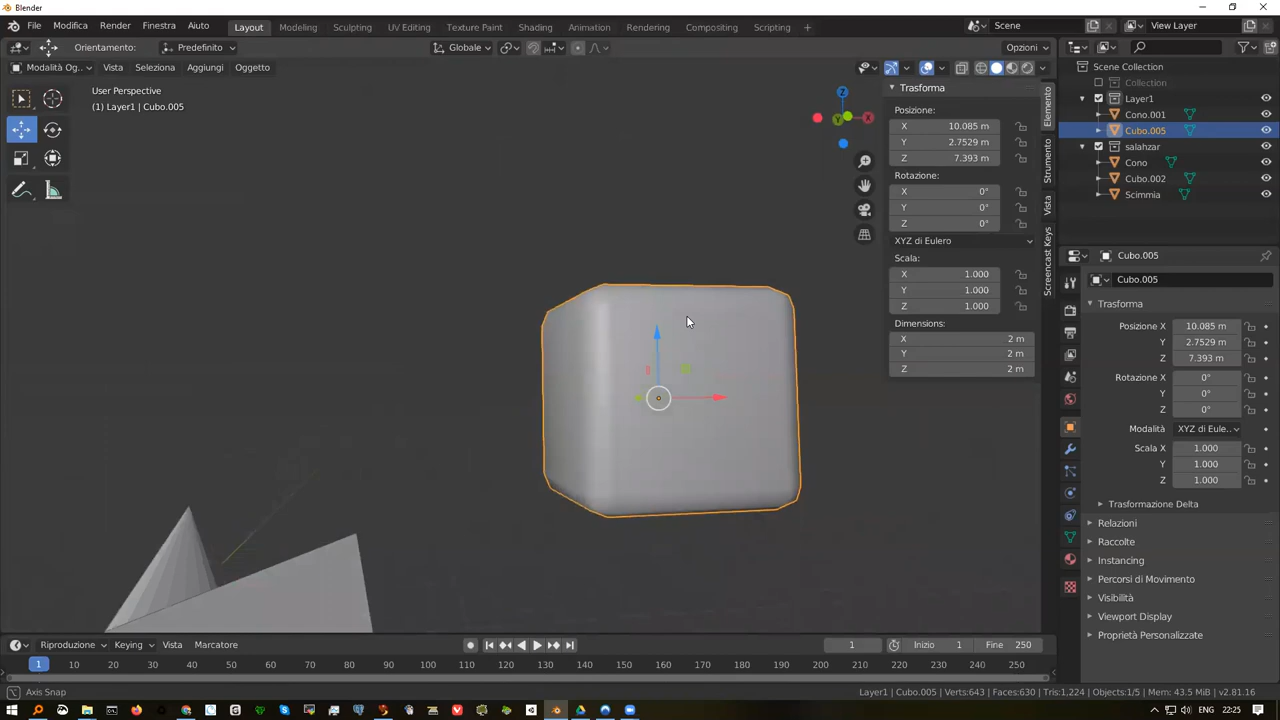 Blender
File Modifica Render Finestra Aiuto Layout Modeling Sculpting UV Editing Texture Paint Shading Animation Rendering Compositing Scripting + Scene View Layer
Orientamento: Predefinito Globale Opzioni
Modalità Og.. Vista Seleziona Aggiungi Oggetto
User Perspective
(1) Layer1 | Cubo.005
Z
X
Y
Trasforma
Posizione:
X 10.085 m
Y 2.7529 m
Z 7.393 m
Rotazione:
X 0°
Y 0°
Z 0°
XYZ di Eulero
Scala:
X 1.000
Y 1.000
Z 1.000
Dimensions:
X 2 m
Y 2 m
Z 2 m
Elemento
Strumento
Vista
Screencast Keys
Scene Collection
Collection
Layer1
Cono.001
Cubo.005
salahzar
Cono
Cubo.002
Scimmia
Cubo.005
Cubo.005
Trasforma
Posizione X 10.085 m
Y 2.7529 m
Z 7.393 m
Rotazione X 0°
Y 0°
Z 0°
Modalità XYZ di Eule..
Scala X 1.000
Y 1.000
Z 1.000
Trasformazione Delta
Relazioni
Raccolte
Instancing
Percorsi di Movimento
Visibilità
Viewport Display
Proprietà Personalizzate
Riproduzione Keying Vista Marcatore 1 Inizio 1 Fine 250
1 10 20 30 40 50 60 70 80 90 100 110 120 130 140 150 160 170 180 190 200 210 220 230 240 250
Axis Snap Layer1 | Cubo.005 | Verts:643 | Faces:630 | Tris:1,224 | Objects:1/5 | Mem: 43.5 MiB | v2.81.16
ENG 22:25